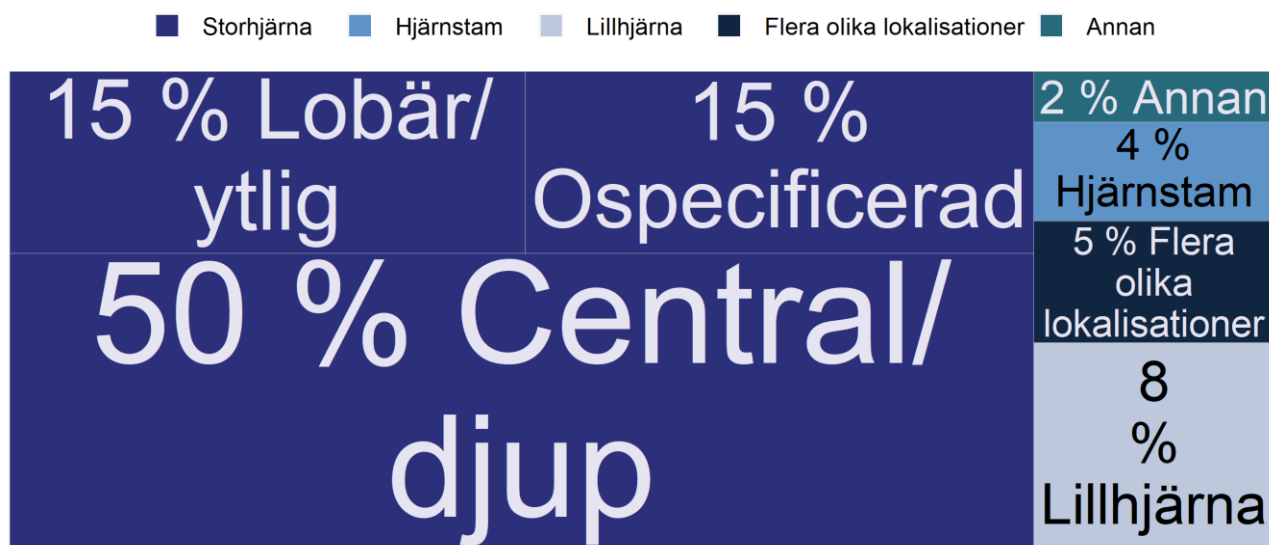 Storhjärna Hjärnstam Lillhjärna Flera olika lokalisationer Annan
15 % Lobär/
ytlig
15 %
Ospecificerad
50 % Central/
djup
2 % Annan
4 %
Hjärnstam
5 % Flera
olika
lokalisationer
8
%
Lillhjärna